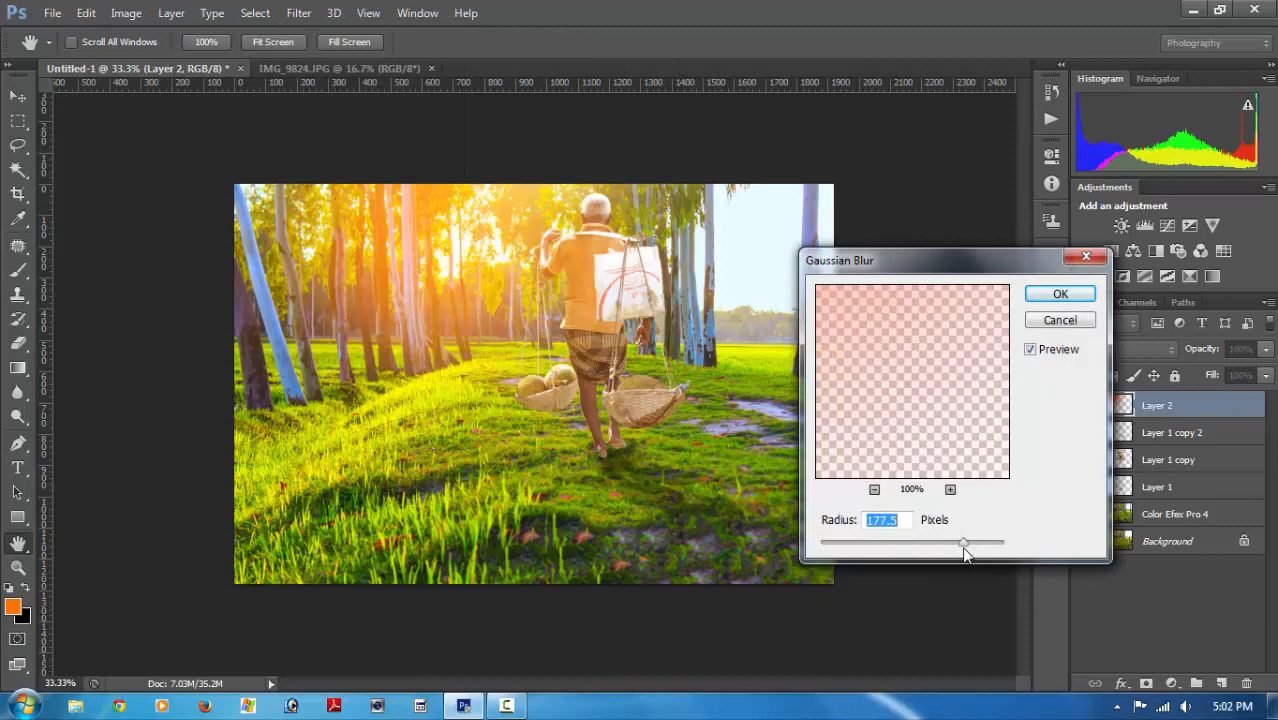 Ps File Edit Image Layer Type Select Filter 3D View Window Help
Scroll All Windows 100% Fit Screen Fill Screen Photography
Untitled-1 @ 33.3% (Layer 2, RGB/8) * × IMG_9824.JPG @ 16.7% (RGB/8*) ×
Histogram Navigator
Adjustments
Add an adjustment
Gaussian Blur
OK
Cancel
Preview
100%
Radius: 177.5 Pixels
Channels Paths
Opacity: 100%
Fill: 100%
Layer 2
Layer 1 copy 2
Layer 1 copy
Layer 1
Color Efex Pro 4
Background
33.33% Doc: 7.03M/35.2M
5:02 PM